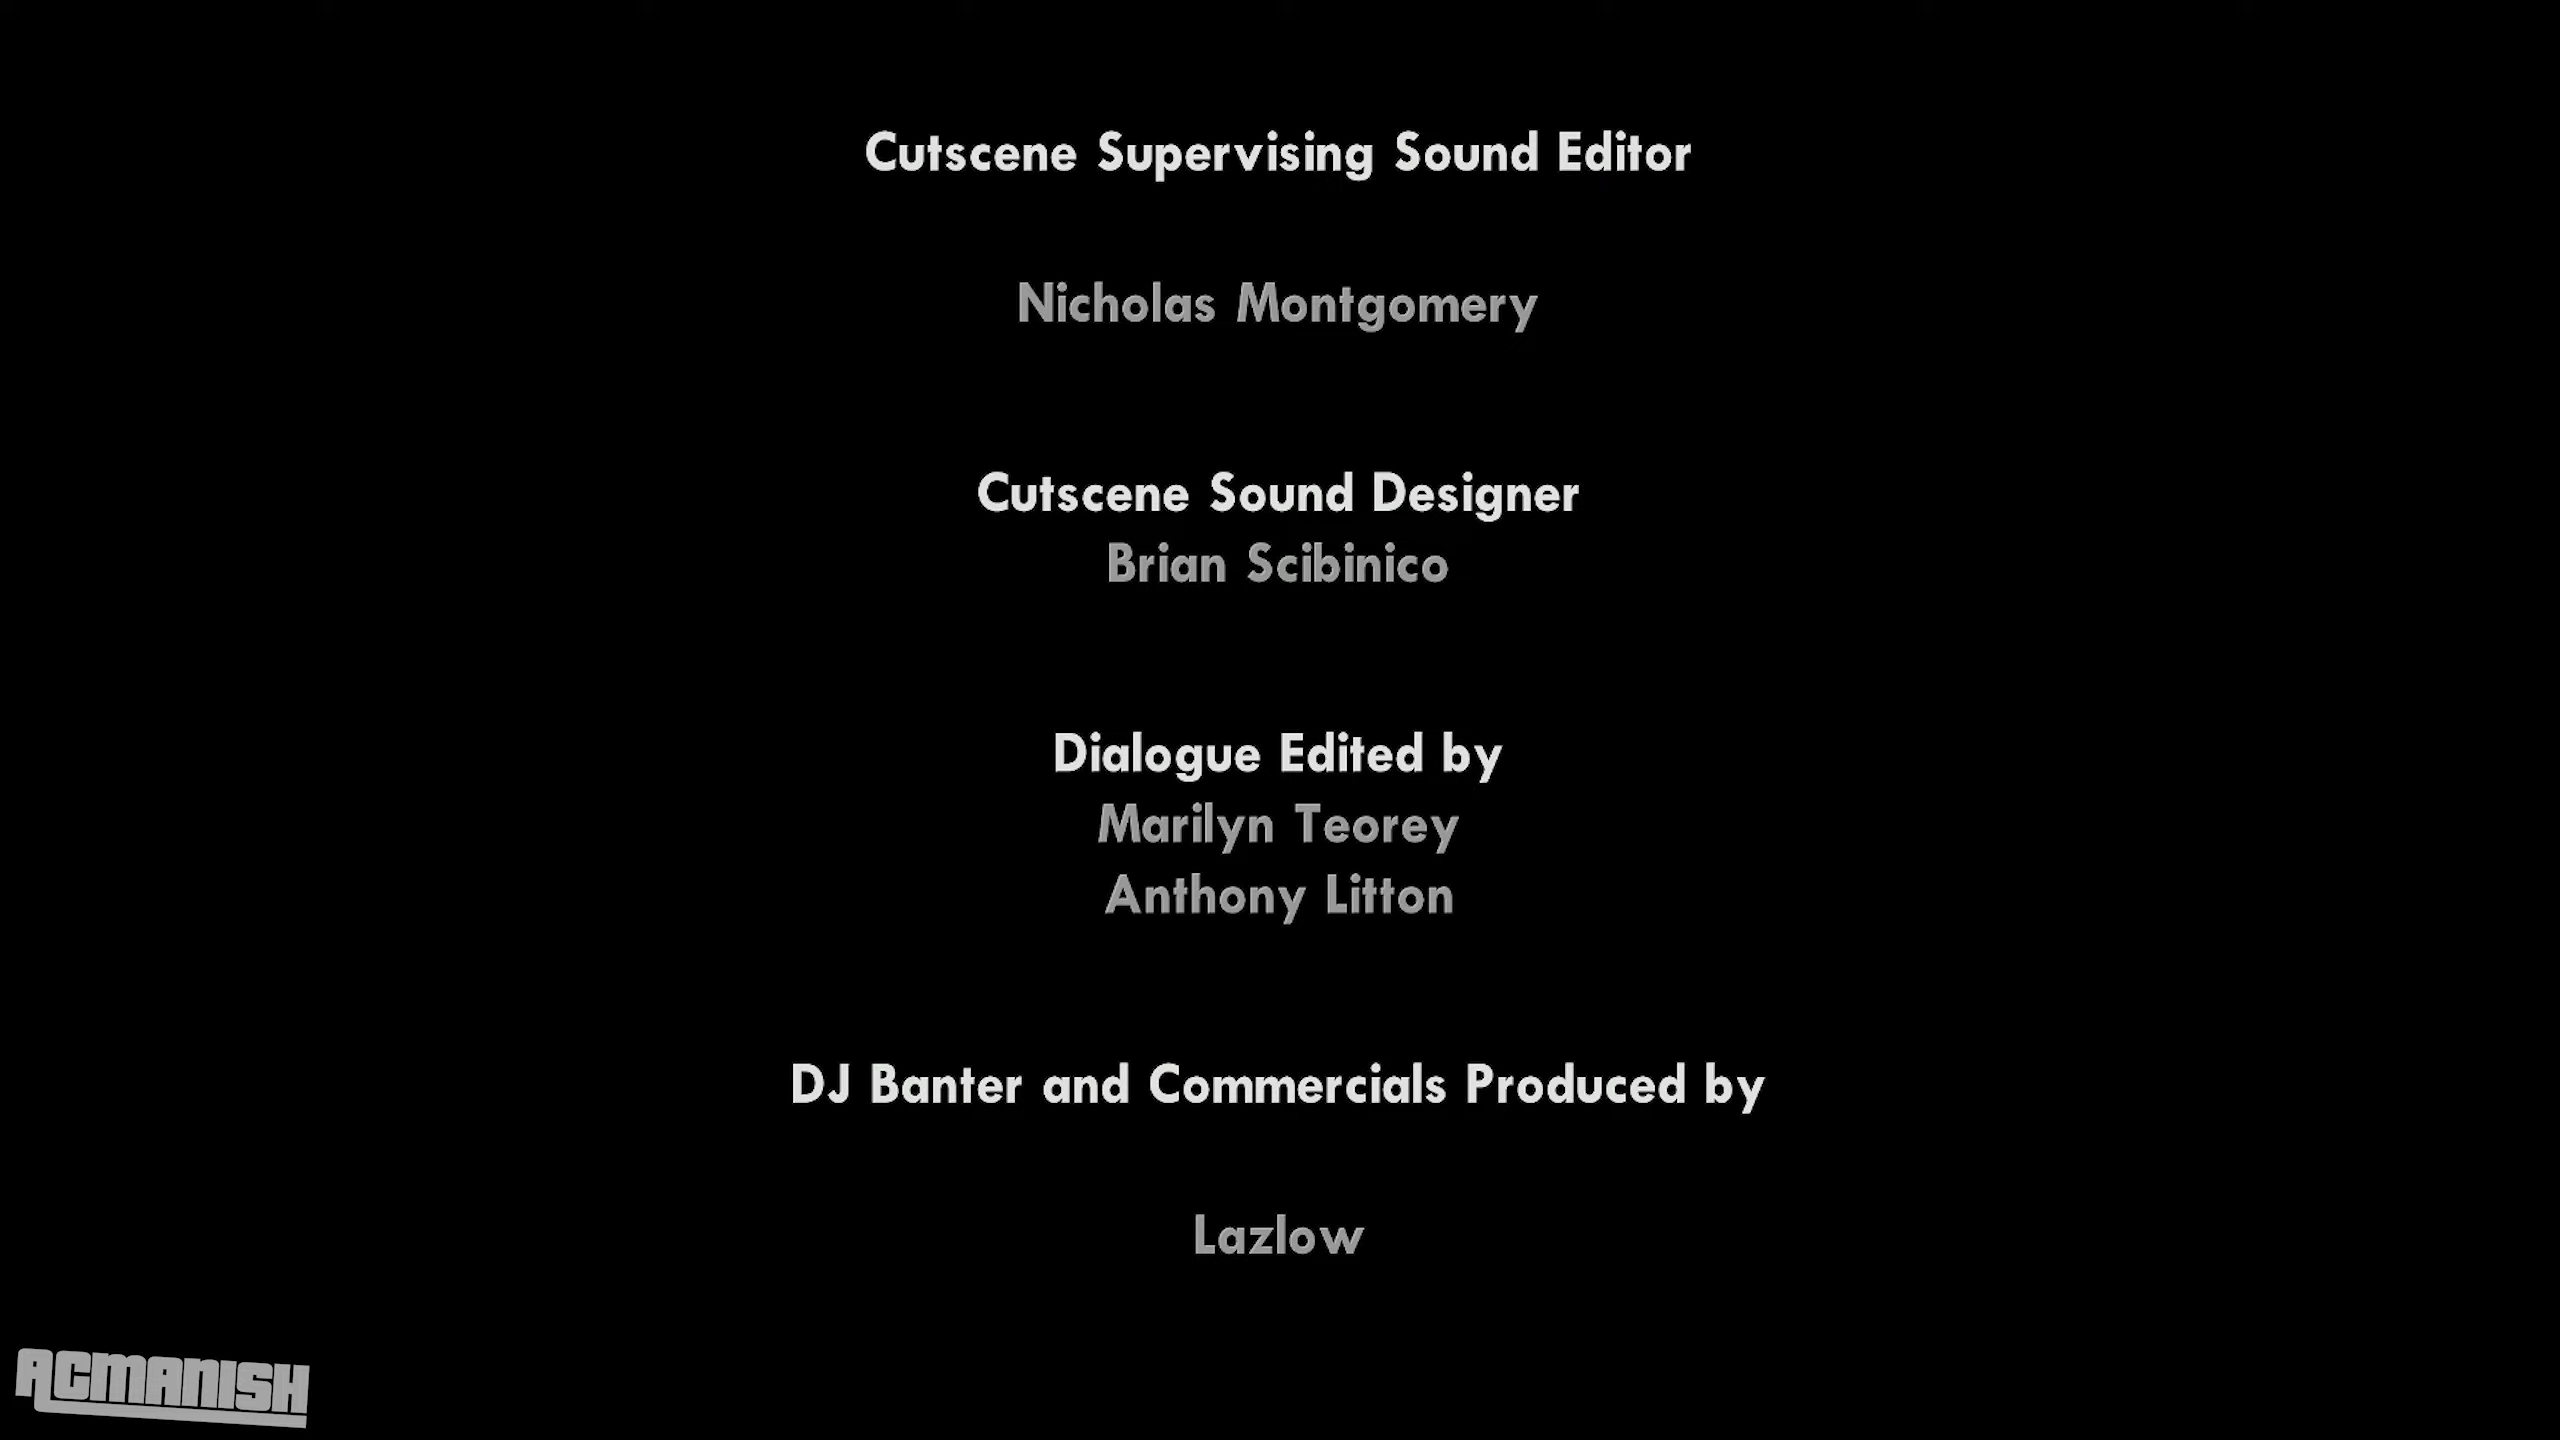 Cutscene Supervising Sound Editor
Nicholas Montgomery
Cutscene Sound Designer
Brian Scibinico
Dialogue Edited by
Marilyn Teorey
Anthony Litton
DJ Banter and Commercials Produced by
Lazlow
ACMANISH